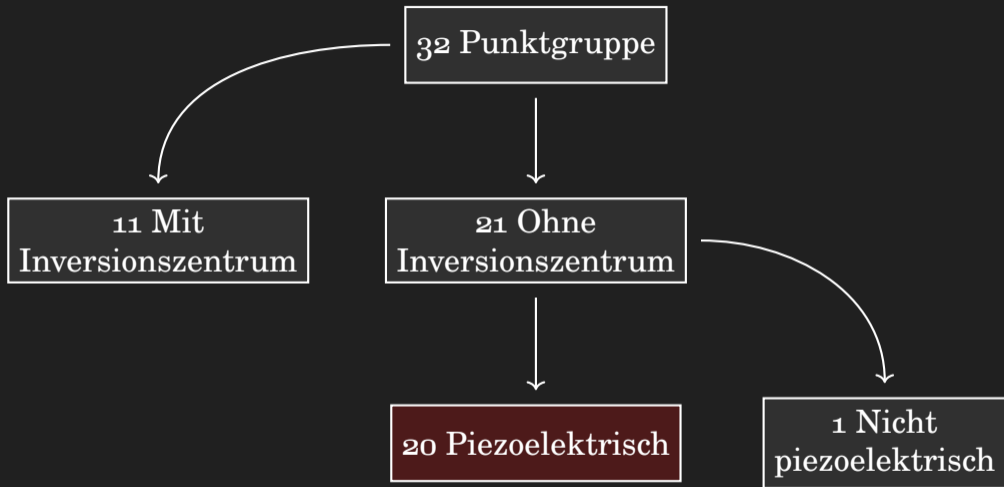 32 Punktgruppe
11 Mit
Inversionszentrum
21 Ohne
Inversionszentrum
20 Piezoelektrisch
1 Nicht
piezoelektrisch